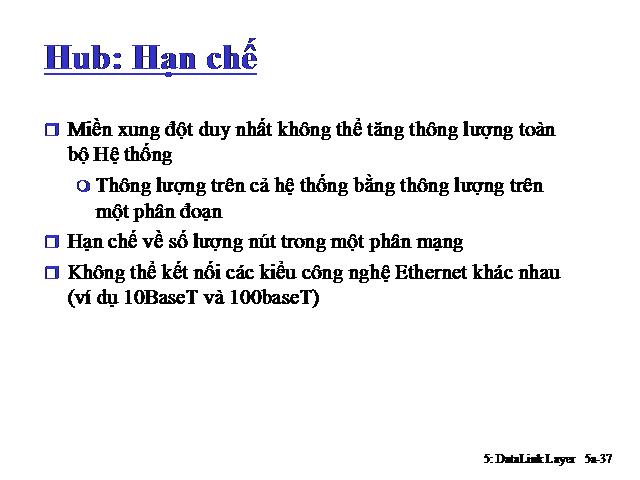 Hub: Hạn chế
Miền xung đột duy nhất không thể tăng thông lượng toàn
bộ Hệ thống
Thông lượng trên cả hệ thống bằng thông lượng trên
một phân đoạn
Hạn chế về số lượng nút trong một phân mạng
Không thể kết nối các kiểu công nghệ Ethernet khác nhau
(ví dụ 10BaseT và 100baseT)
5: DataLink Layer 5a-37